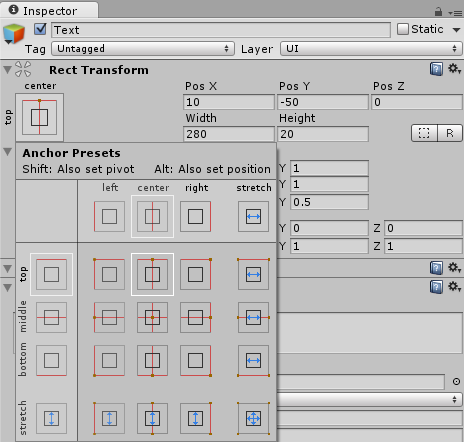 Inspector
Text
Static
Tag Untagged Layer UI
Rect Transform
center
top
Pos X Pos Y Pos Z
10 -50 0
Width Height
280 20
R
Anchor Presets
Shift: Also set pivot Alt: Also set position
left center right stretch
top
middle
bottom
stretch
Y 1
Y 1
Y 0.5
Y 0 Z 0
Y 1 Z 1